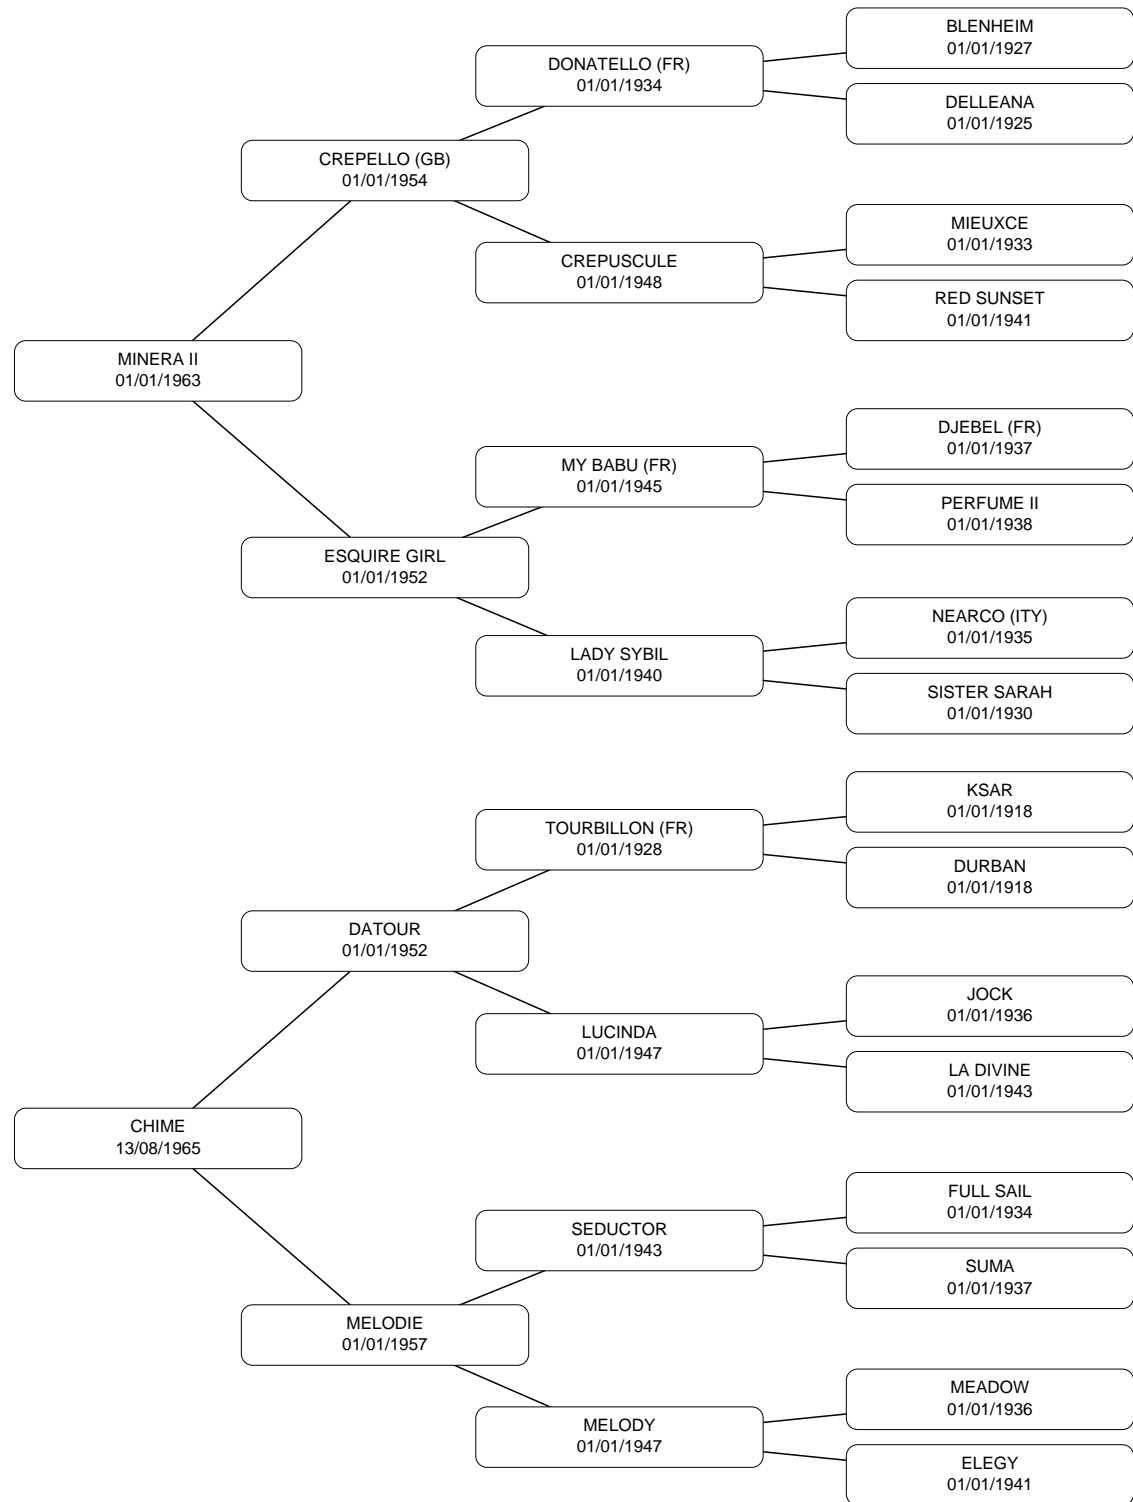 BLENHEIM
01/01/1927
DONATELLO (FR)
01/01/1934
DELLEANA
01/01/1925
CREPELLO (GB)
01/01/1954
MIEUXCE
01/01/1933
CREPUSCULE
01/01/1948
RED SUNSET
01/01/1941
MINERA II
01/01/1963
DJEBEL (FR)
01/01/1937
MY BABU (FR)
01/01/1945
PERFUME II
01/01/1938
ESQUIRE GIRL
01/01/1952
NEARCO (ITY)
01/01/1935
LADY SYBIL
01/01/1940
SISTER SARAH
01/01/1930
KSAR
01/01/1918
TOURBILLON (FR)
01/01/1928
DURBAN
01/01/1918
DATOUR
01/01/1952
JOCK
01/01/1936
LUCINDA
01/01/1947
LA DIVINE
01/01/1943
CHIME
13/08/1965
FULL SAIL
01/01/1934
SEDUCTOR
01/01/1943
SUMA
01/01/1937
MELODIE
01/01/1957
MEADOW
01/01/1936
MELODY
01/01/1947
ELEGY
01/01/1941